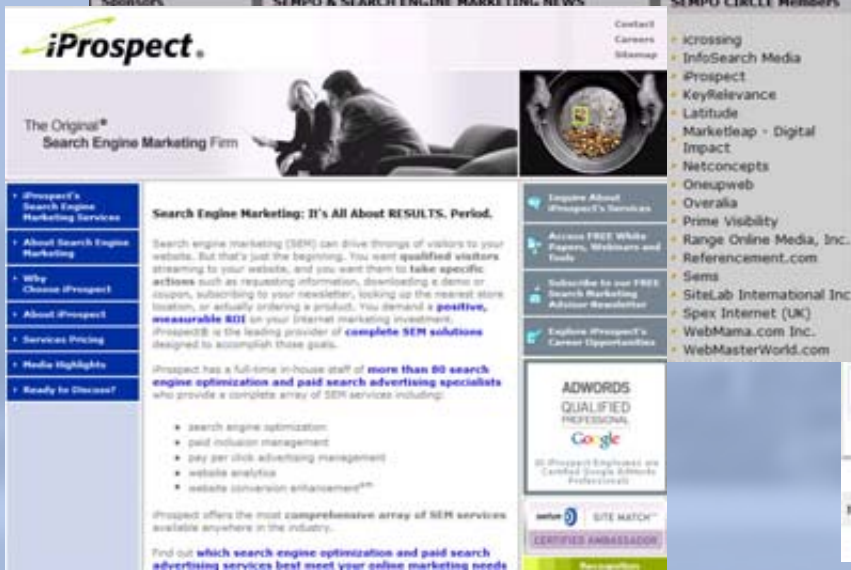 Sponsors
SEMPO & SEARCH ENGINE MARKETING NEWS
SEMPO CIRCLE Members
iProspect®
Contact
Careers
Sitemap
The Original®
Search Engine Marketing Firm
iProspect's
Search Engine
Marketing Services
About Search Engine
Marketing
Why
Choose iProspect
About iProspect
Services Pricing
Media Highlights
Ready to Discuss?
Search Engine Marketing: It's All About RESULTS. Period.
Search engine marketing (SEM) can drive throngs of visitors to your
website. But that's just the beginning. You want qualified visitors
streaming to your website, and you want them to take specific
actions such as requesting information, downloading a demo or
coupon, subscribing to your newsletter, looking up the nearest store
location, or actually ordering a product. You demand a positive,
measurable ROI on your Internet marketing investment.
iProspect® is the leading provider of complete SEM solutions
designed to accomplish those goals.
iProspect has a full-time in-house staff of more than 80 search
engine optimization and paid search advertising specialists
who provide a complete array of SEM services including:
search engine optimization
paid inclusion management
pay per click advertising management
website analytics
website conversion enhancement
iProspect offers the most comprehensive array of SEM services
available anywhere in the industry.
Find out which search engine optimization and paid search
advertising services best meet your online marketing needs
Inquire About
iProspect's Services
Access FREE White
Papers, Webinars and
Tools
Subscribe to our FREE
Search Marketing
Advisor Newsletter
Explore iProspect's
Career Opportunities
ADWORDS
QUALIFIED
PROFESSIONAL
Google
iProspect Employees are
Certified Google AdWords
Professionals
SITE MATCH™
CERTIFIED AMBASSADOR
Recognition
icrossing
InfoSearch Media
iProspect
KeyRelevance
Latitude
Marketleap - Digital
Impact
Netconcepts
Oneupweb
Overalia
Prime Visibility
Range Online Media, Inc.
Referencement.com
Sems
SiteLab International Inc
Spex Internet (UK)
WebMama.com Inc.
WebMasterWorld.com